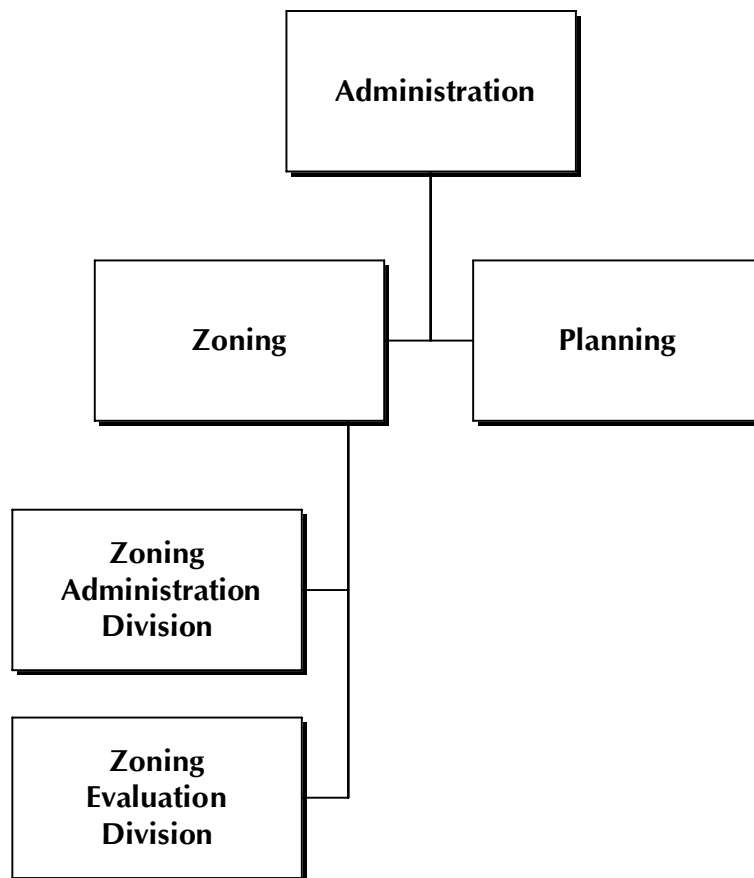 Administration
Zoning
Planning
Zoning
Administration
Division
Zoning
Evaluation
Division